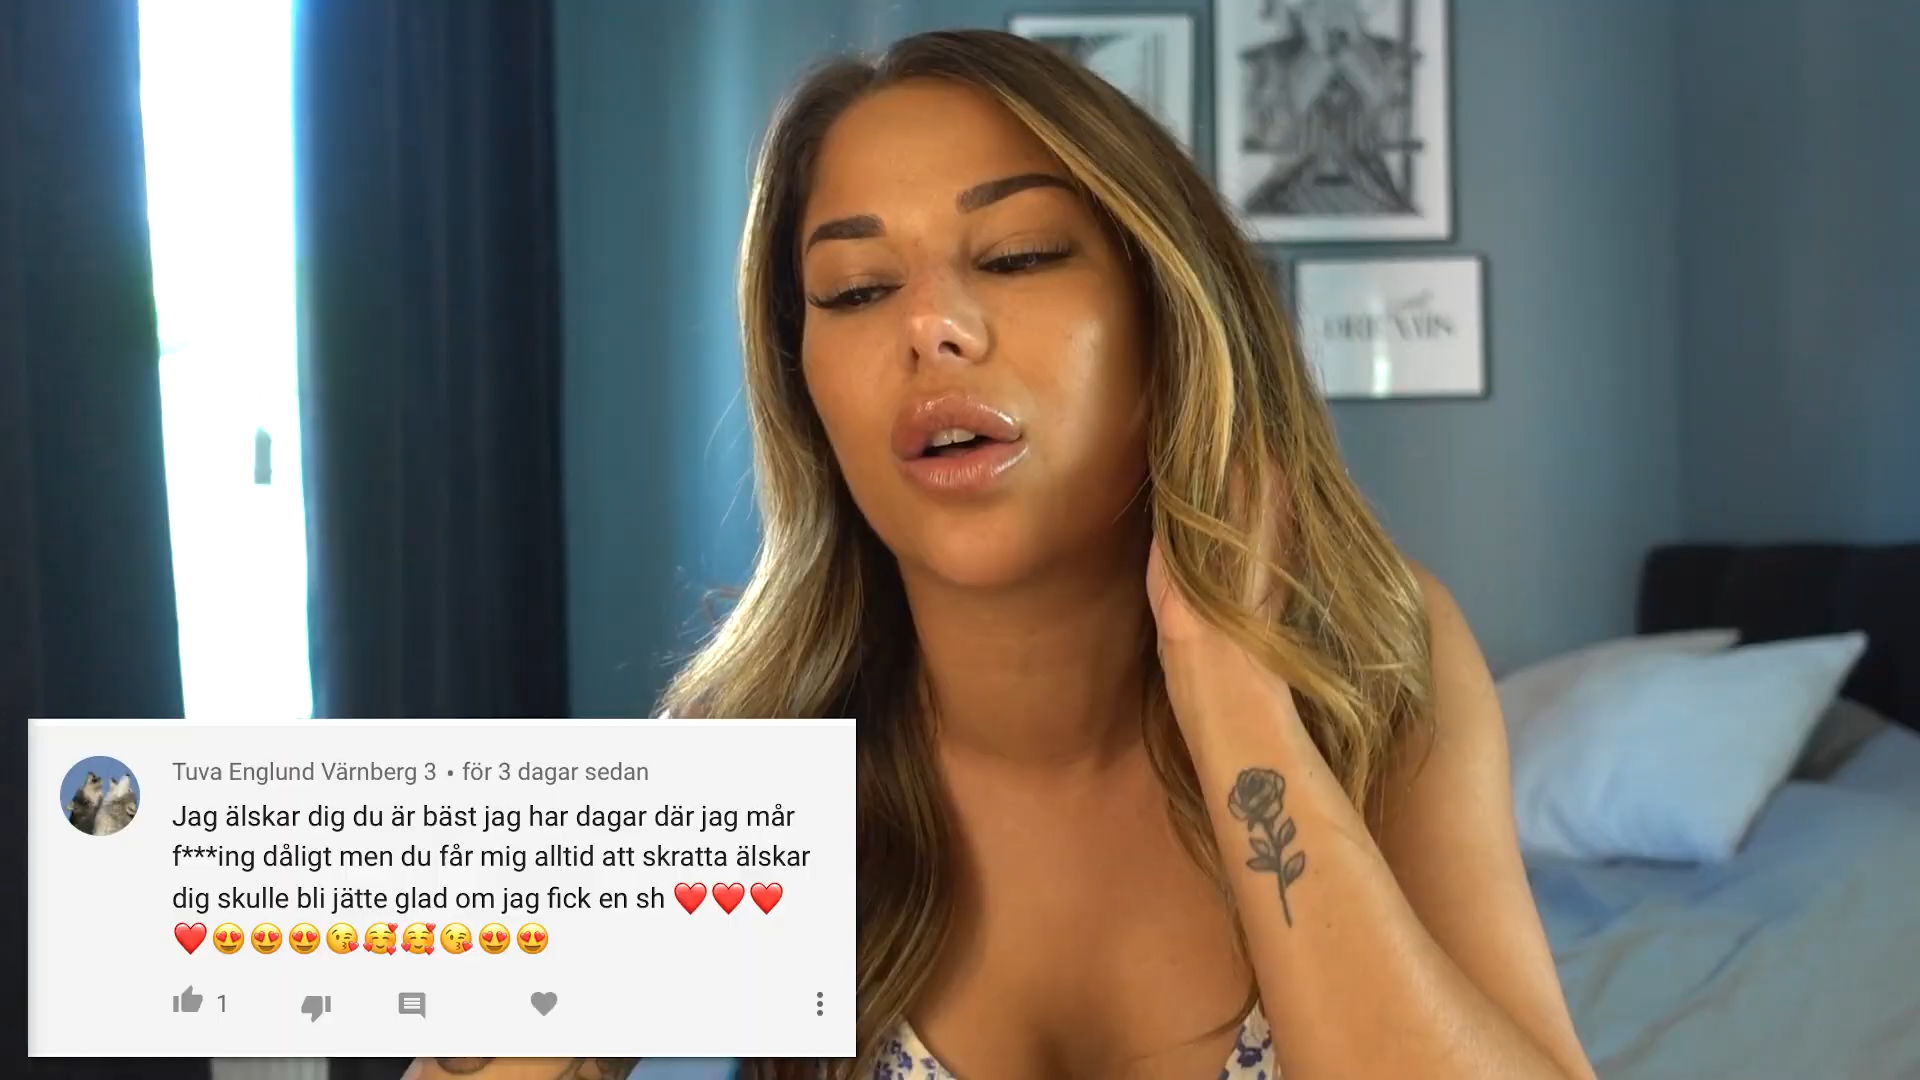 Tuva Englund Värnberg 3 • för 3 dagar sedan
Jag älskar dig du är bäst jag har dagar där jag mår
f***ing dåligt men du får mig alltid att skratta älskar
dig skulle bli jätte glad om jag fick en sh ❤️❤️❤️
❤️😍😍😍😘🥰🥰😘😍😍
1